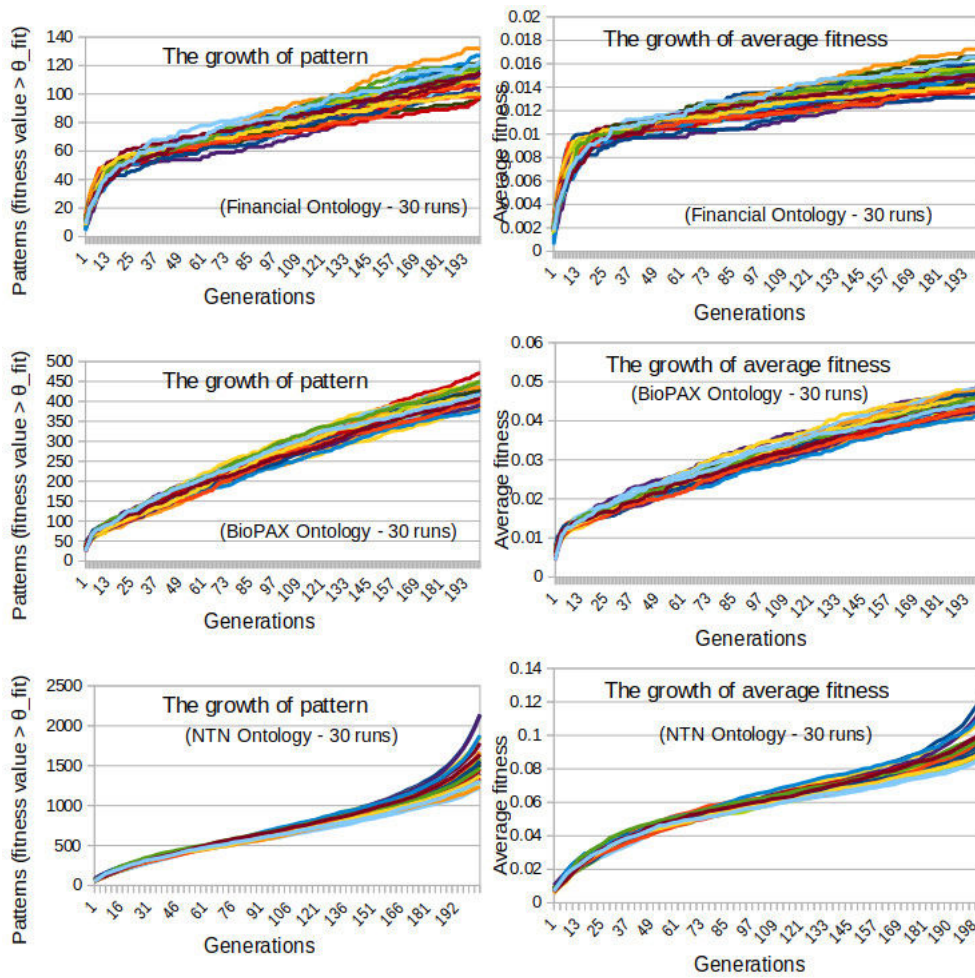 The growth of pattern
(Financial Ontology - 30 runs)
Patterns (fitness value > θ_fit)
140
120
100
80
60
40
20
0
1 13 25 37 49 61 73 85 97 109 121 133 145 157 169 181 193
Generations
The growth of average fitness
(Financial Ontology - 30 runs)
Average fitness
0.02
0.018
0.016
0.014
0.012
0.01
0.008
0.006
0.004
0.002
0
1 13 25 37 49 61 73 85 97 109 121 133 145 157 169 181 193
Generations
The growth of pattern
(BioPAX Ontology - 30 runs)
Patterns (fitness value > θ_fit)
500
450
400
350
300
250
200
150
100
50
0
1 13 25 37 49 61 73 85 97 109 121 133 145 157 169 181 193
Generations
The growth of average fitness
(BioPAX Ontology - 30 runs)
Average fitness
0.06
0.05
0.04
0.03
0.02
0.01
0
1 13 25 37 49 61 73 85 97 109 121 133 145 157 169 181 193
Generations
The growth of pattern
(NTN Ontology - 30 runs)
Patterns (fitness value > θ_fit)
2500
2000
1500
1000
500
0
1 16 31 46 61 76 91 106 121 136 151 166 181 192
Generations
The growth of average fitness
(NTN Ontology - 30 runs)
Average fitness
0.14
0.12
0.1
0.08
0.06
0.04
0.02
0
1 13 25 37 49 61 73 85 97 109 121 133 145 157 169 181 190 198
Generations